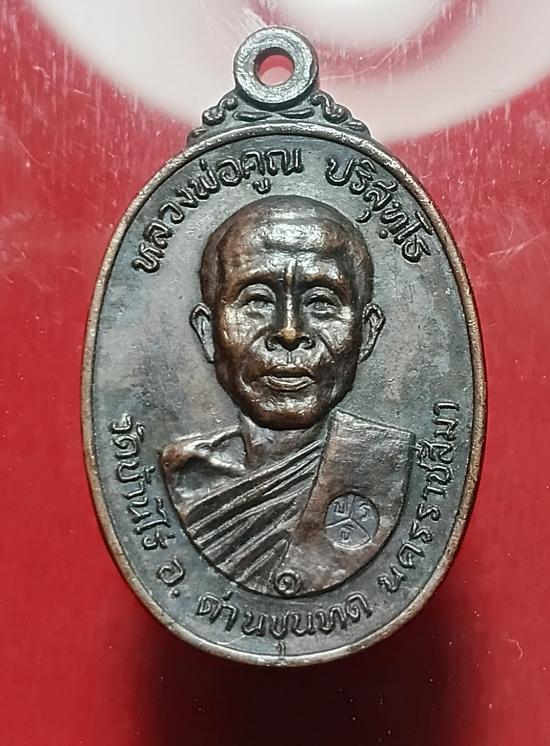 หลวงพ่อคูณ ปริสุทฺโธ
วัดบ้านไร่ อ. ด่านขุนทด นครราชสีมา
๑